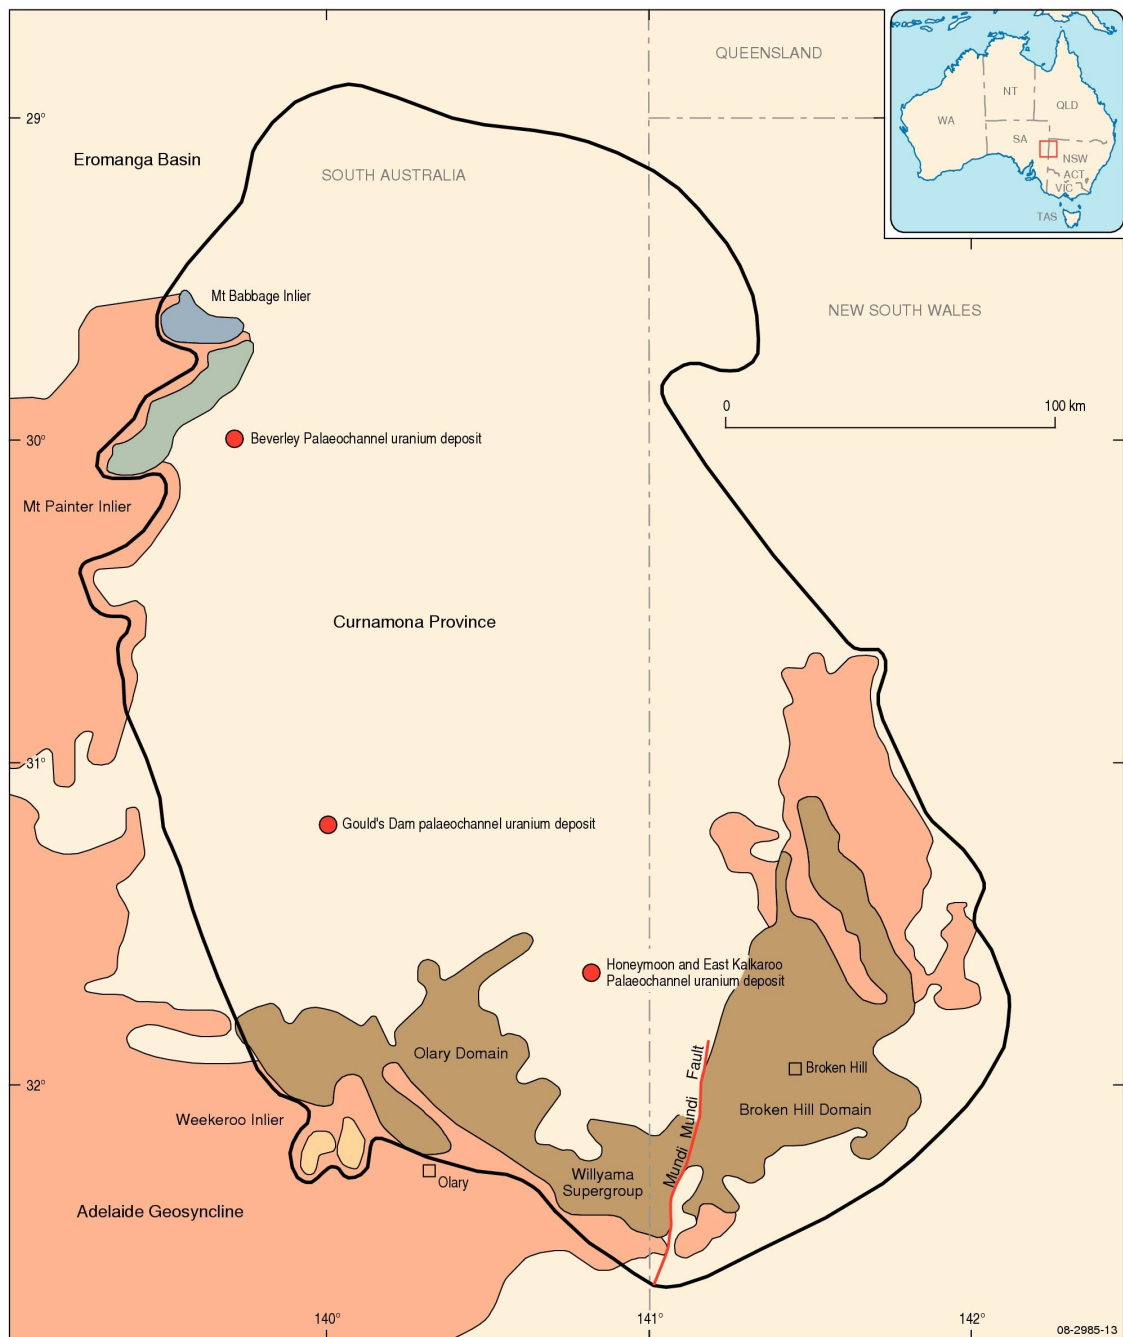 QUEENSLAND
NT
QLD
WA
SA
NSW
ACT
VIC
TAS
29°
Eromanga Basin
SOUTH AUSTRALIA
Mt Babbage Inlier
NEW SOUTH WALES
0
100 km
30°
Beverley Palaeochannel uranium deposit
Mt Painter Inlier
Curnamona Province
31°
Gould's Dam palaeochannel uranium deposit
Honeymoon and East Kalkaroo
Palaeochannel uranium deposit
Olary Domain
Mundi Mundi Fault
Broken Hill
32°
Broken Hill Domain
Weekeroo Inlier
Willyama
Supergroup
Olary
Adelaide Geosyncline
140°
141°
142°
08-2985-13